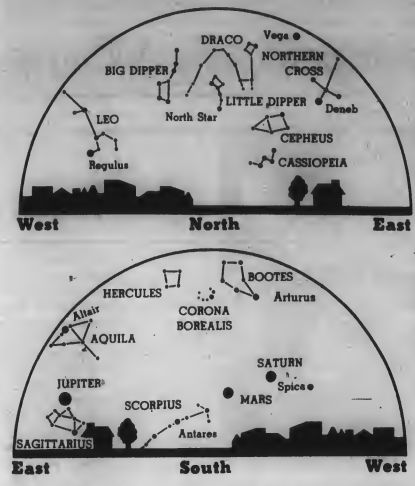 DRACO
Vega
NORTHERN
CROSS
BIG DIPPER
LITTLE DIPPER
Deneb
North Star
LEO
CEPHEUS
Regulus
CASSIOPEIA
West North East
BOOTES
HERCULES
Arturus
CORONA
BOREALIS
Altair
AQUILA
SATURN
JUPITER
Spica
MARS
SCORPIUS
Antares
SAGITTARIUS
East South West